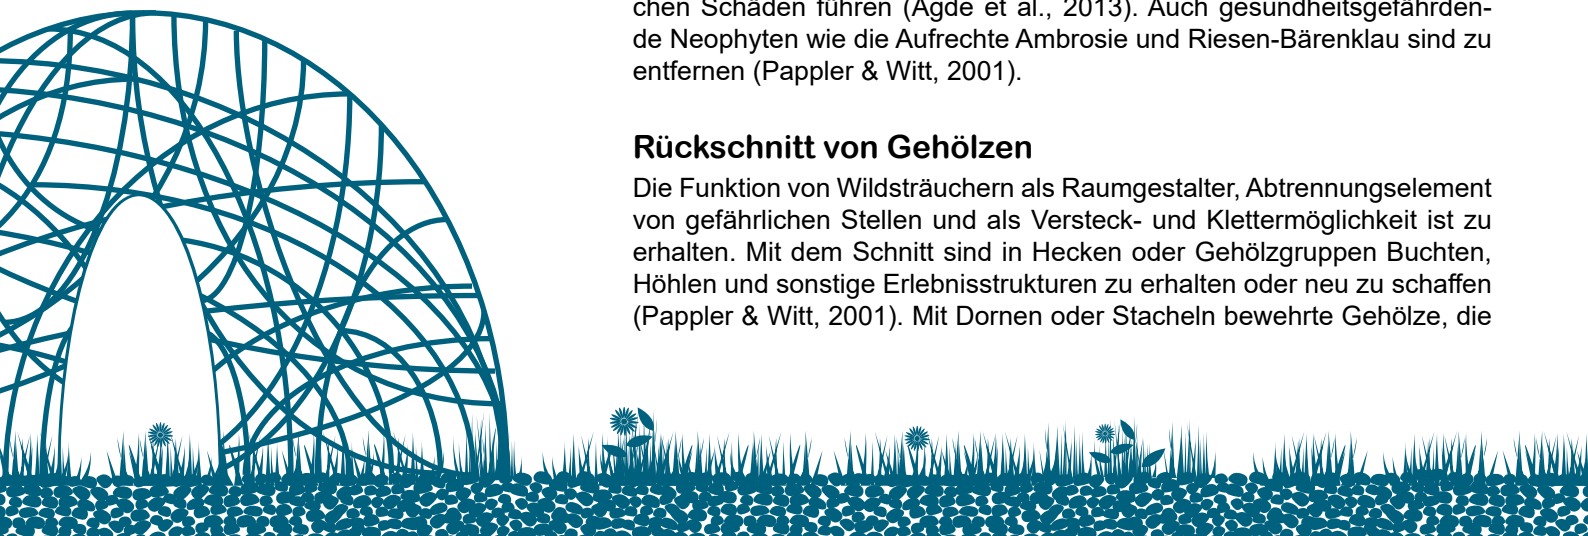 chen Schäden führen (Agde et al., 2013). Auch gesundheitsgefährden-
de Neophyten wie die Aufrechte Ambrosie und Riesen-Bärenklau sind zu
entfernen (Pappler & Witt, 2001).
Rückschnitt von Gehölzen
Die Funktion von Wildsträuchern als Raumgestalter, Abtrennungselement
von gefährlichen Stellen und als Versteck- und Klettermöglichkeit ist zu
erhalten. Mit dem Schnitt sind in Hecken oder Gehölzgruppen Buchten,
Höhlen und sonstige Erlebnisstrukturen zu erhalten oder neu zu schaffen
(Pappler & Witt, 2001). Mit Dornen oder Stacheln bewehrte Gehölze, die